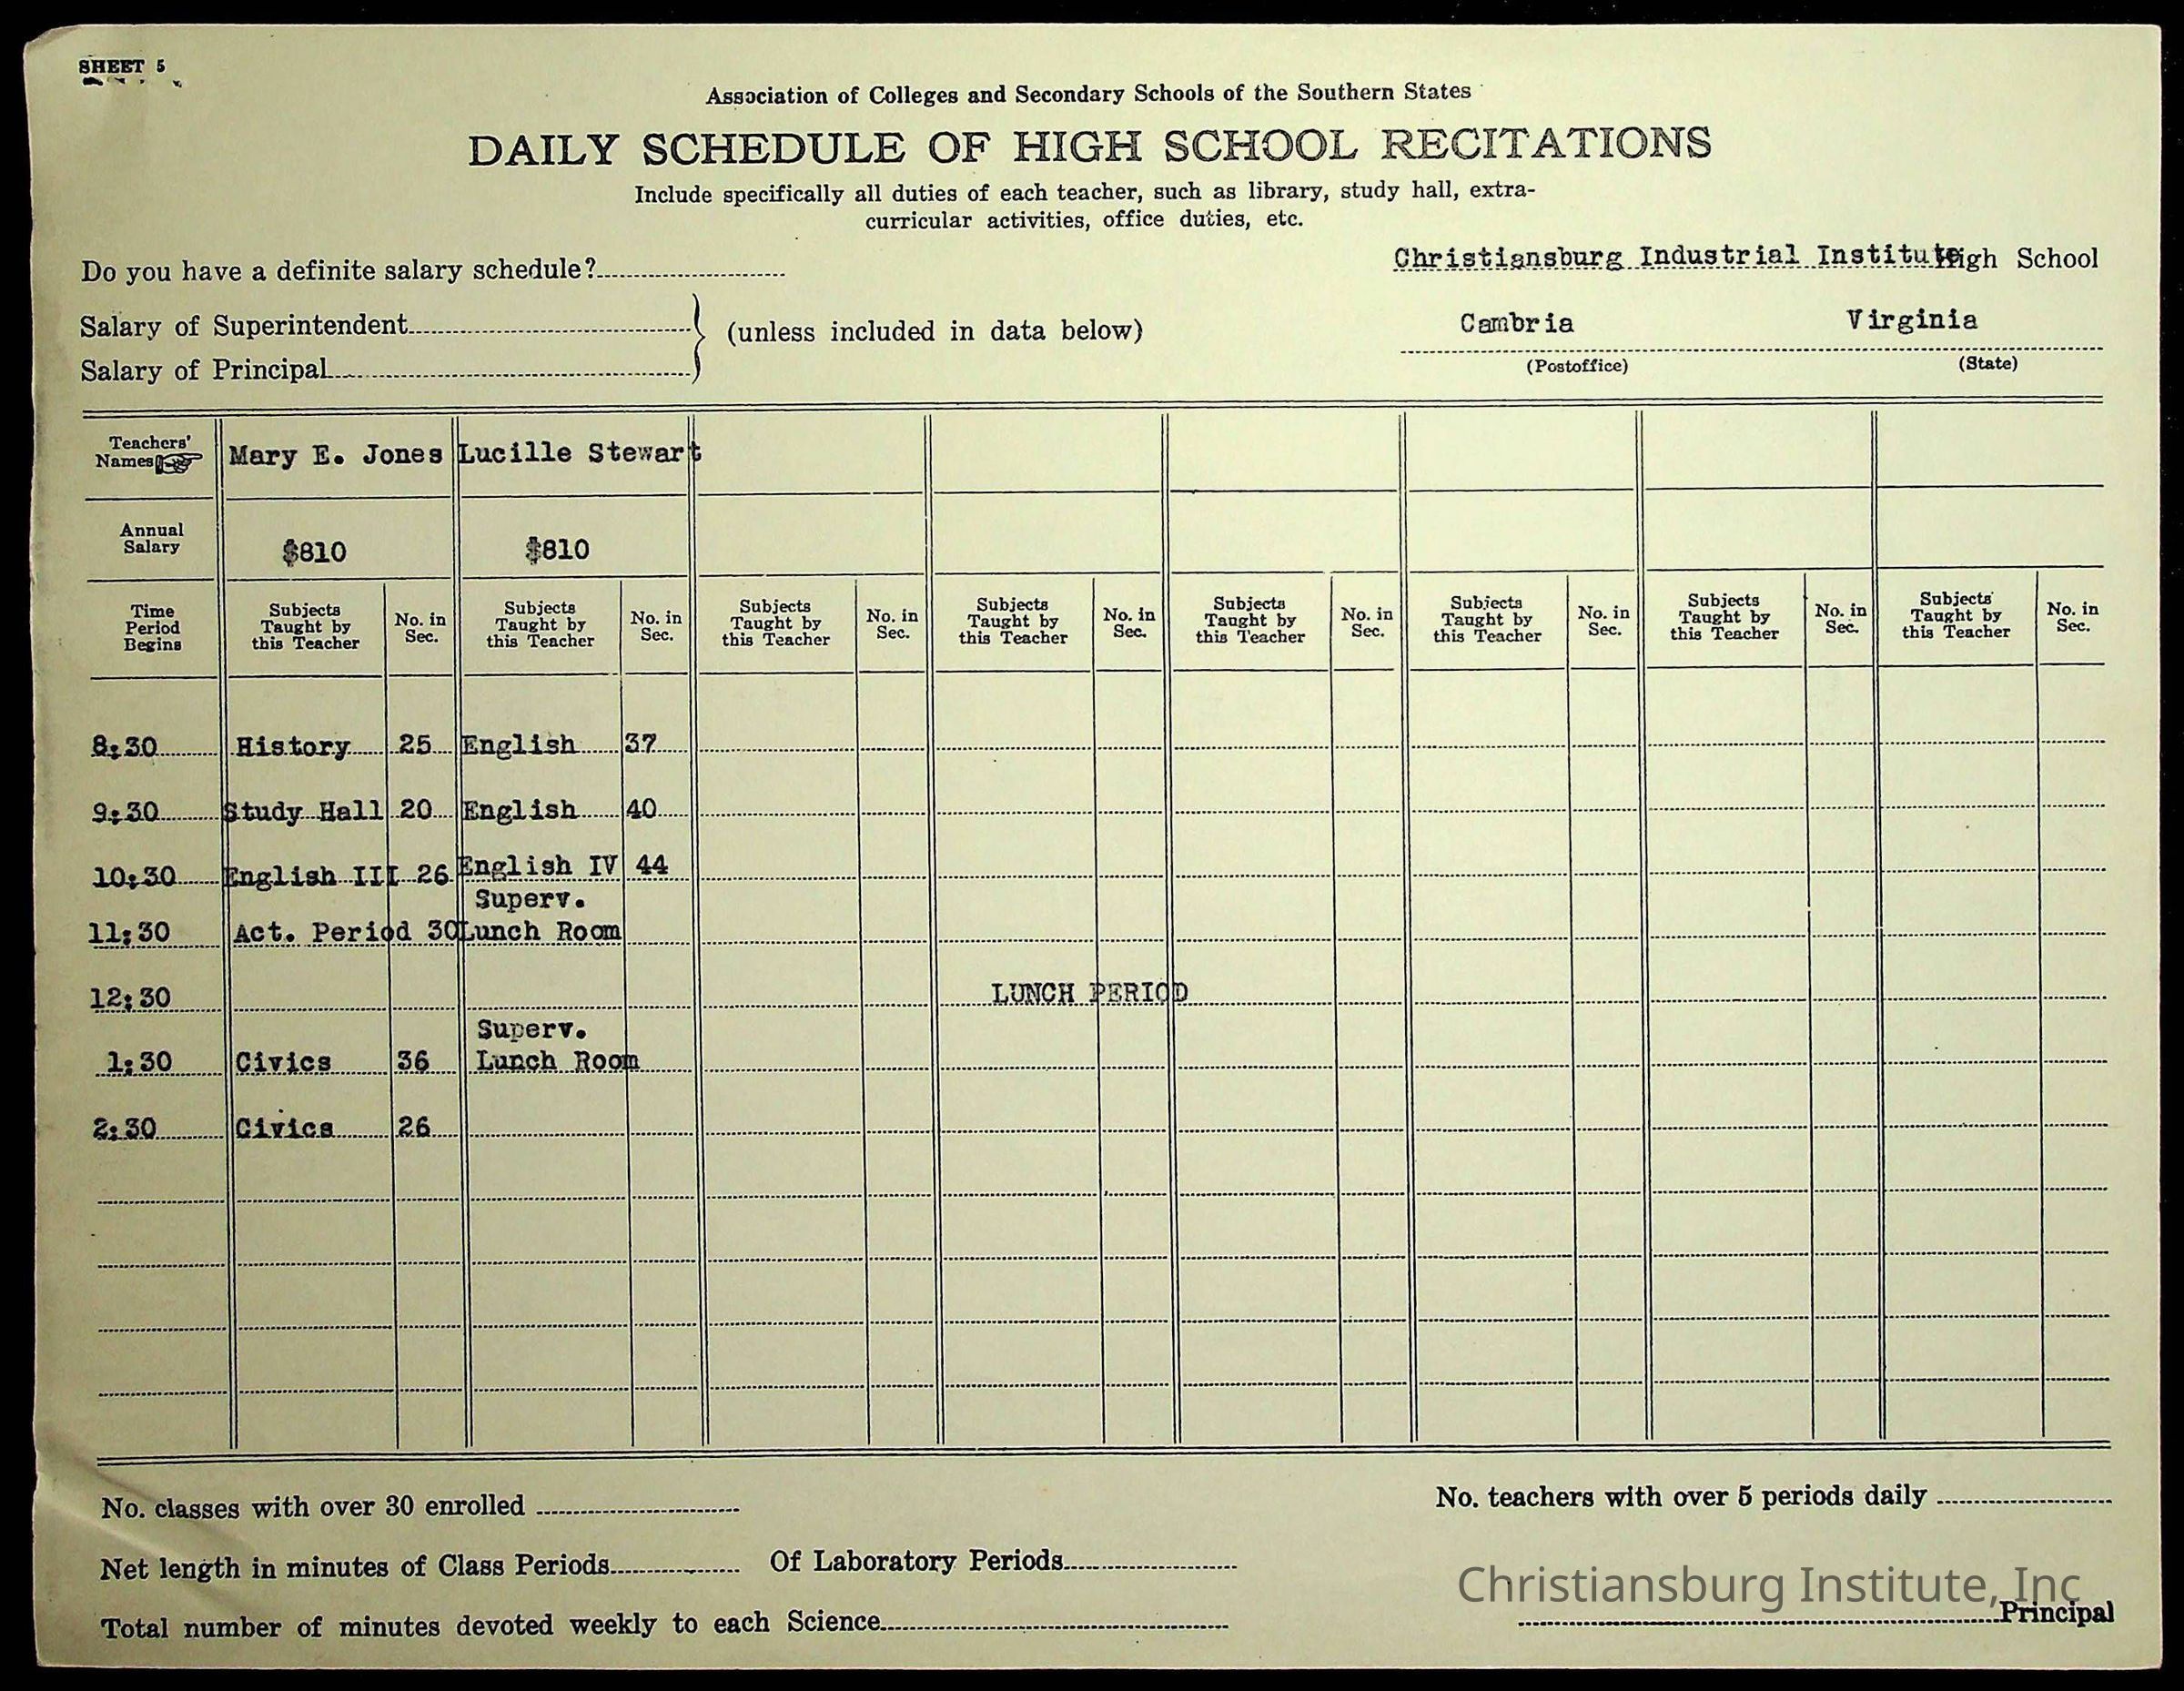 SHEET 5
Association of Colleges and Secondary Schools of the Southern States
DAILY SCHEDULE OF HIGH SCHOOL RECITATIONS
Include specifically all duties of each teacher, such as library, study hall, extra-
curricular activities, office duties, etc.
Do you have a definite salary schedule?
Christiansburg Industrial Institute High School
Salary of Superintendent
(unless included in data below)
Cambria Virginia
(Postoffice) (State)
Salary of Principal
Teachers' Names Mary E. Jones Lucille Stewart
Annual Salary $810 $810
Time Period Begins
Subjects Taught by this Teacher No. in Sec.
Subjects Taught by this Teacher No. in Sec.
Subjects Taught by this Teacher No. in Sec.
Subjects Taught by this Teacher No. in Sec.
Subjects Taught by this Teacher No. in Sec.
Subjects Taught by this Teacher No. in Sec.
Subjects Taught by this Teacher No. in Sec.
Subjects Taught by this Teacher No. in Sec.
8:30 History 25 English 37
9:30 Study Hall 20 English 40
10:30 English III 26 English IV 44
Superv.
11:30 Act. Period 30 Lunch Room
12:30 LUNCH PERIOD
Superv.
1:30 Civics 36 Lunch Room
2:30 Civics 26
No. classes with over 30 enrolled
No. teachers with over 5 periods daily
Net length in minutes of Class Periods Of Laboratory Periods
Christiansburg Institute, Inc
Total number of minutes devoted weekly to each Science
Principal